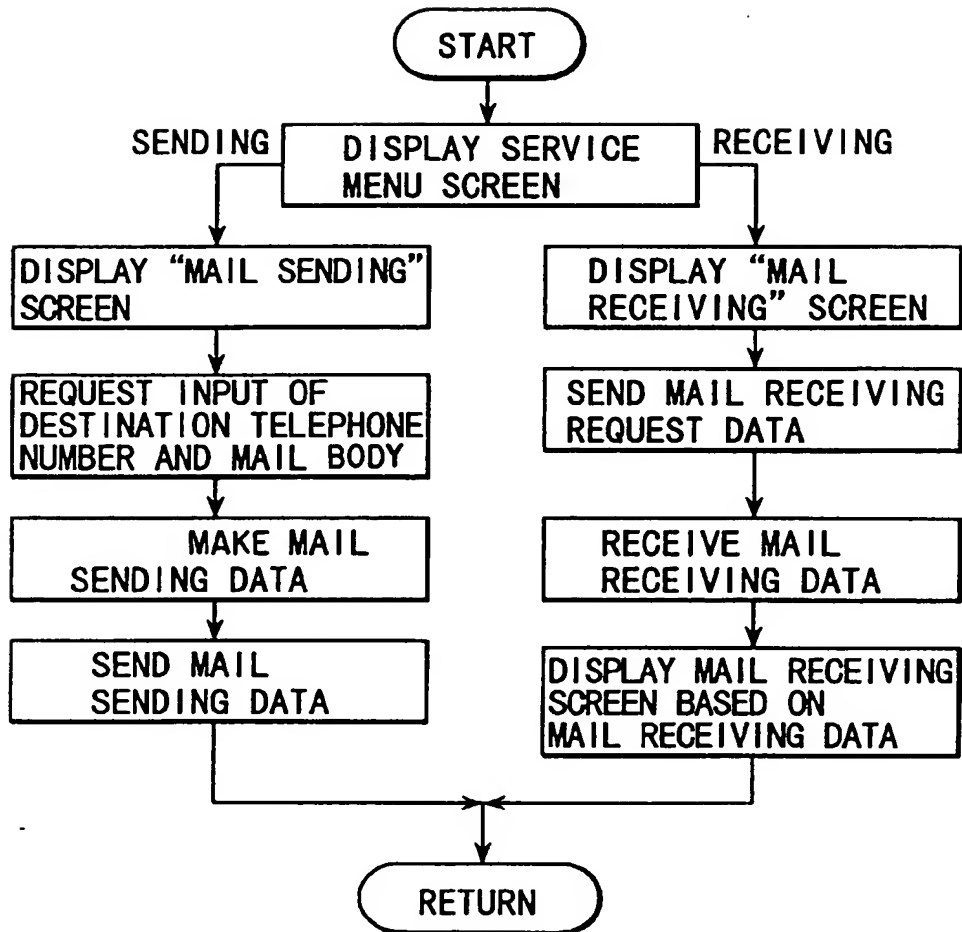 START
SENDING
DISPLAY SERVICE
MENU SCREEN
RECEIVING
DISPLAY “MAIL SENDING”
SCREEN
REQUEST INPUT OF
DESTINATION TELEPHONE
NUMBER AND MAIL BODY
MAKE MAIL
SENDING DATA
SEND MAIL
SENDING DATA
DISPLAY “MAIL
RECEIVING” SCREEN
SEND MAIL RECEIVING
REQUEST DATA
RECEIVE MAIL
RECEIVING DATA
DISPLAY MAIL RECEIVING
SCREEN BASED ON
MAIL RECEIVING DATA
RETURN